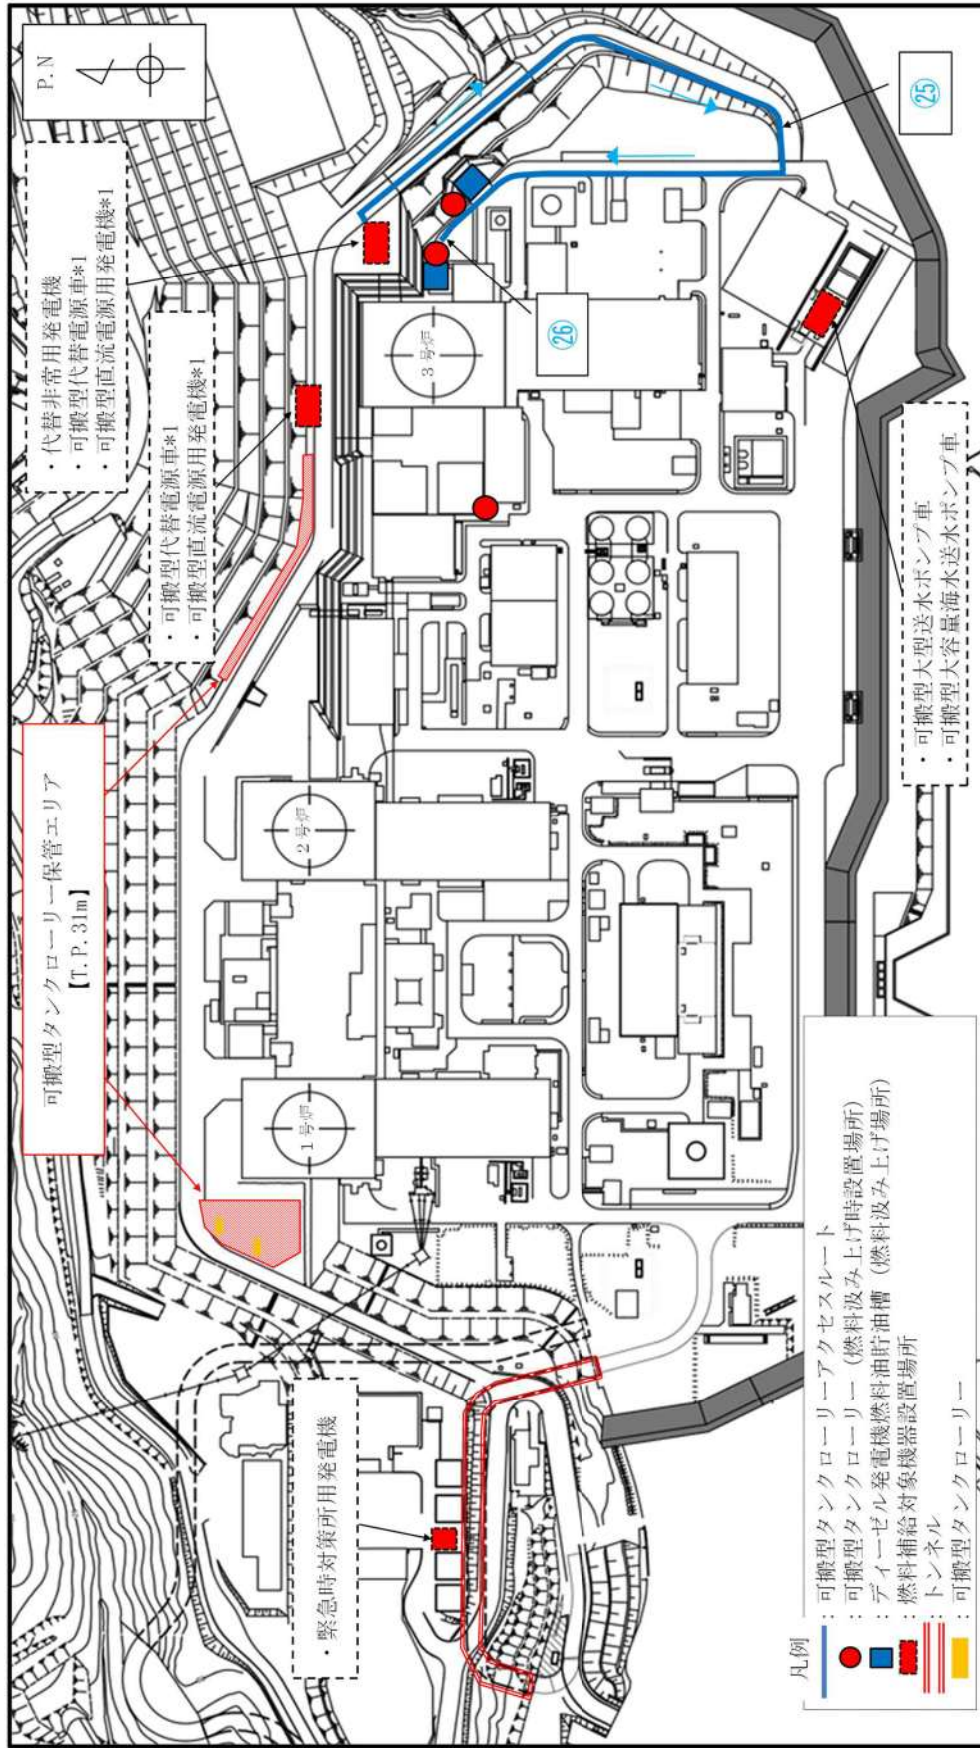 P.N
・代替非常用発電機
・可搬型代替電源車*1
・可搬型直流電源用発電機*1
・可搬型代替電源車*1
・可搬型直流電源用発電機*1
可搬型タンクローリー保管エリア
【T.P.31m】
・緊急時対策所用発電機
1号炉
2号炉
3号炉
㉕
㉖
・可搬型大型送水ポンプ車
・可搬型大容量海水送水ポンプ車
凡例
：可搬型タンクローリーアクセスルート
：可搬型タンクローリー（燃料汲み上げ時設置場所）
：ディーゼル発電機燃料油貯油槽（燃料汲み上げ場所）
：燃料補給対象機器設置場所
：トンネル
：可搬型タンクローリー